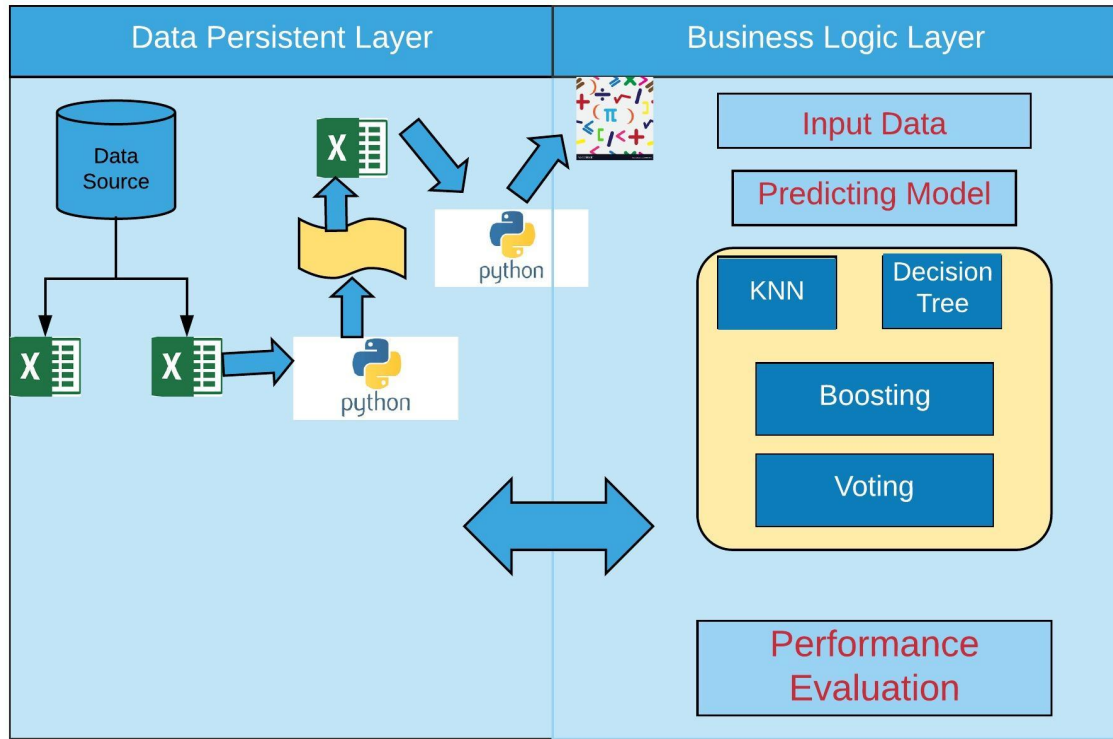 Data Persistent Layer
Business Logic Layer
Data
Source
X
X
X
python
python
π
Input Data
Predicting Model
KNN
Decision
Tree
Boosting
Voting
Performance
Evaluation